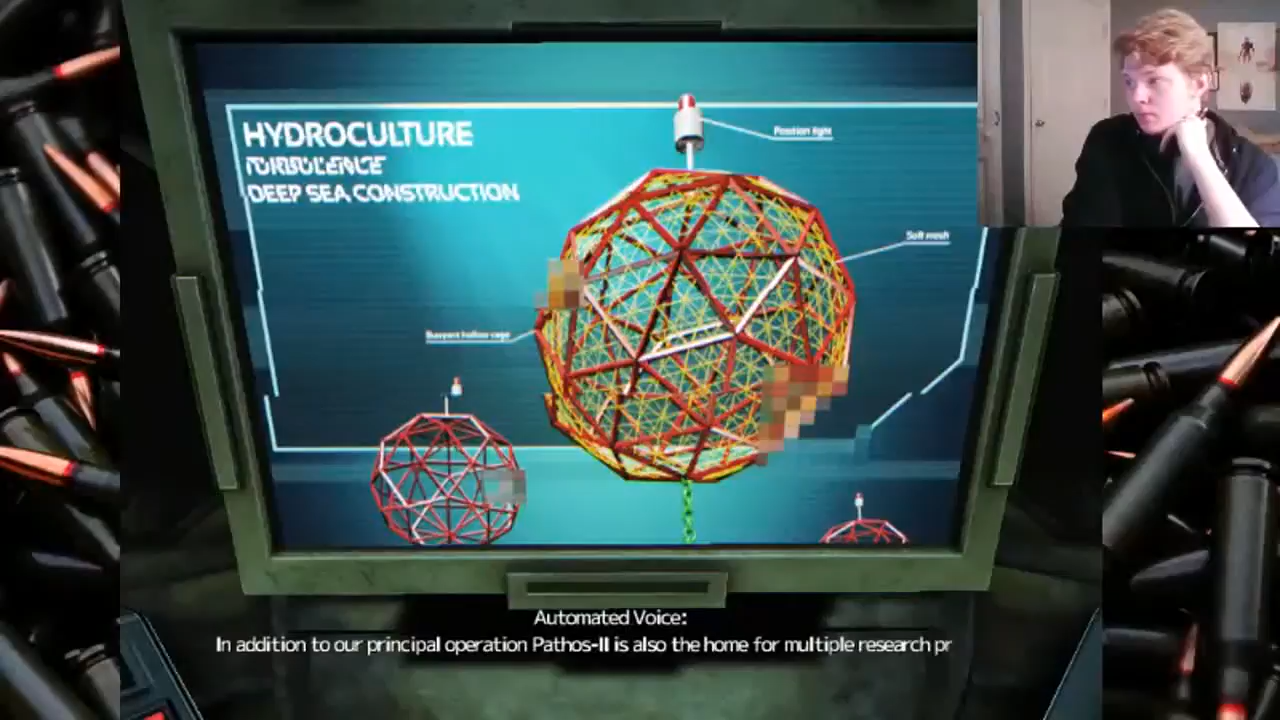 HYDROCULTURE
TURBULENCE
DEEP SEA CONSTRUCTION
Position light
Soft mesh
Buoyant hollow cage
Automated Voice:
In addition to our principal operation Pathos-II is also the home for multiple research pr